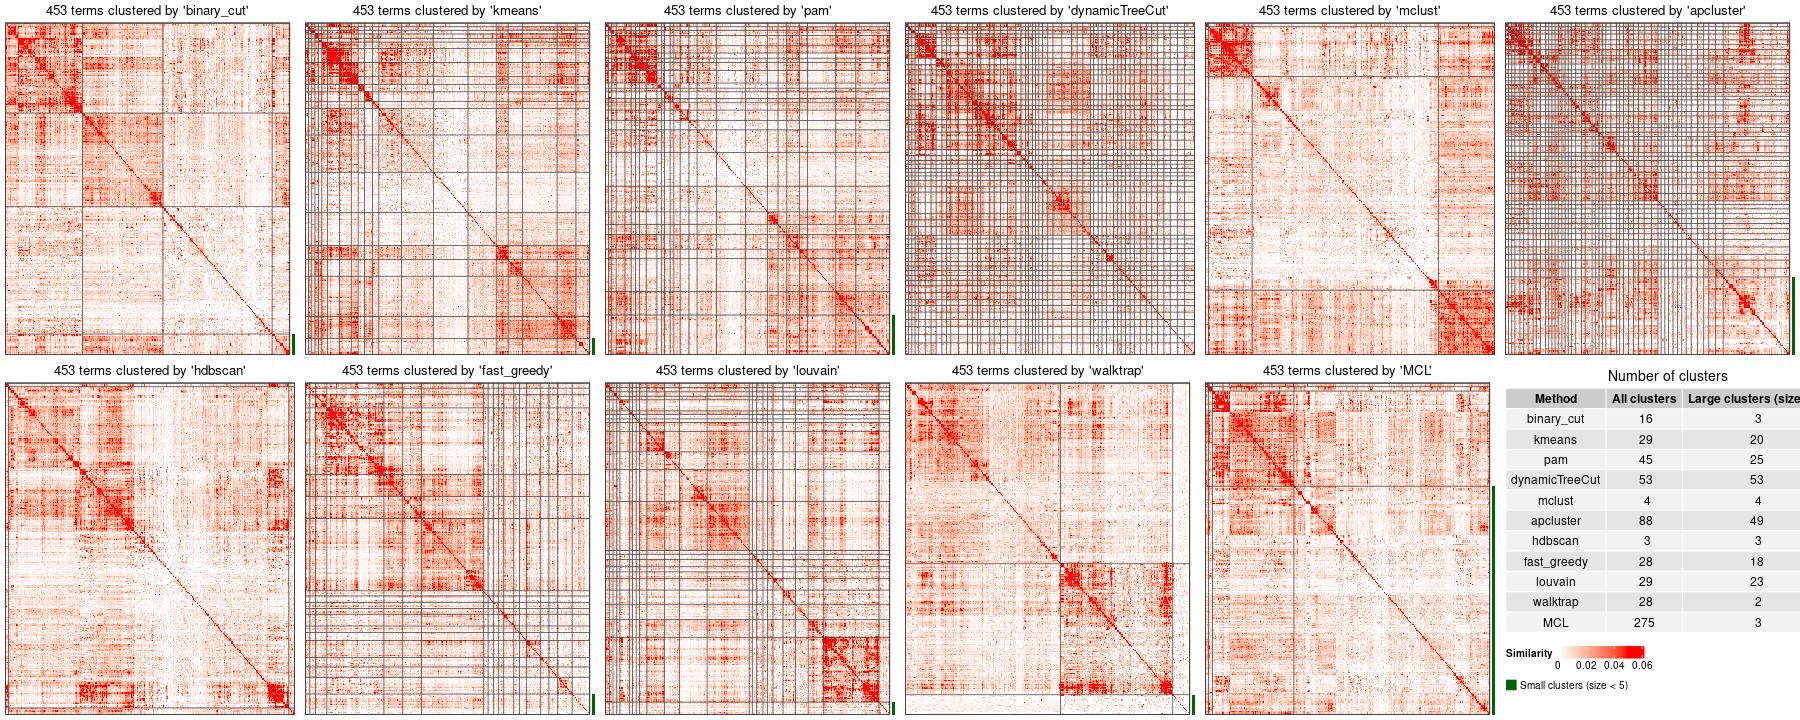 453 terms clustered by 'binary_cut'
453 terms clustered by 'kmeans'
453 terms clustered by 'pam'
453 terms clustered by 'dynamicTreeCut'
453 terms clustered by 'mclust'
453 terms clustered by 'apcluster'
453 terms clustered by 'hdbscan'
453 terms clustered by 'fast_greedy'
453 terms clustered by 'louvain'
453 terms clustered by 'walktrap'
453 terms clustered by 'MCL'
Number of clusters
Method All clusters Large clusters (size
binary_cut 16 3
kmeans 29 20
pam 45 25
dynamicTreeCut 53 53
mclust 4 4
apcluster 88 49
hdbscan 3 3
fast_greedy 28 18
louvain 29 23
walktrap 28 2
MCL 275 3
Similarity
0 0.02 0.04 0.06
Small clusters (size < 5)